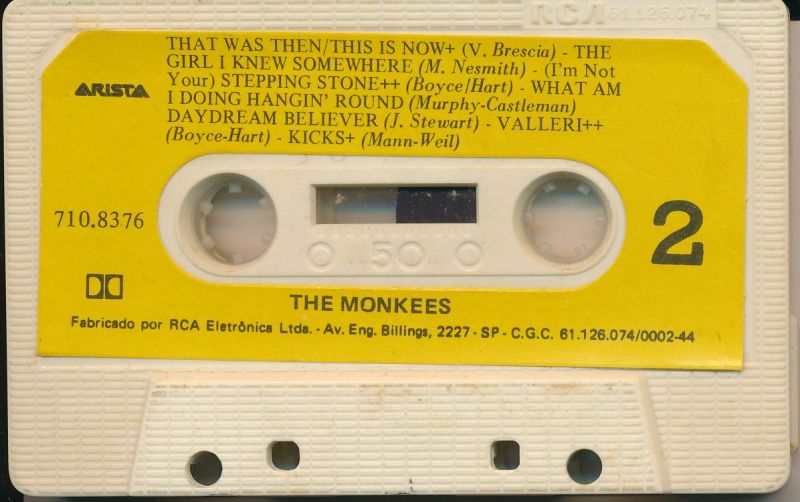 RCA 61.126.074
THAT WAS THEN/THIS IS NOW+ (V. Brescia) - THE
GIRL I KNEW SOMEWHERE (M. Nesmith) - (I'm Not
Your) STEPPING STONE++ (Boyce/Hart) - WHAT AM
I DOING HANGIN' ROUND (Murphy-Castleman)
DAYDREAM BELIEVER (J. Stewart) - VALLERI++
(Boyce-Hart) - KICKS+ (Mann-Weil)
ARISTA
710.8376
50
2
THE MONKEES
Fabricado por RCA Eletrônica Ltda. - Av. Eng. Billings, 2227 - SP - C.G.C. 61.126.074/0002-44